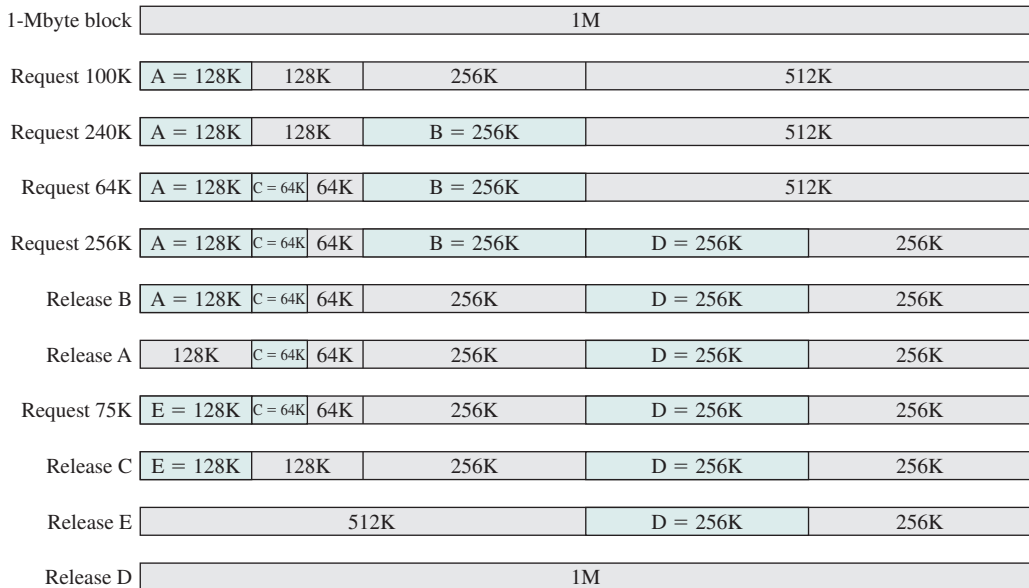 1-Mbyte block 1M
Request 100K A = 128K 128K 256K 512K
Request 240K A = 128K 128K B = 256K 512K
Request 64K A = 128K C = 64K 64K B = 256K 512K
Request 256K A = 128K C = 64K 64K B = 256K D = 256K 256K
Release B A = 128K C = 64K 64K 256K D = 256K 256K
Release A 128K C = 64K 64K 256K D = 256K 256K
Request 75K E = 128K C = 64K 64K 256K D = 256K 256K
Release C E = 128K 128K 256K D = 256K 256K
Release E 512K D = 256K 256K
Release D 1M